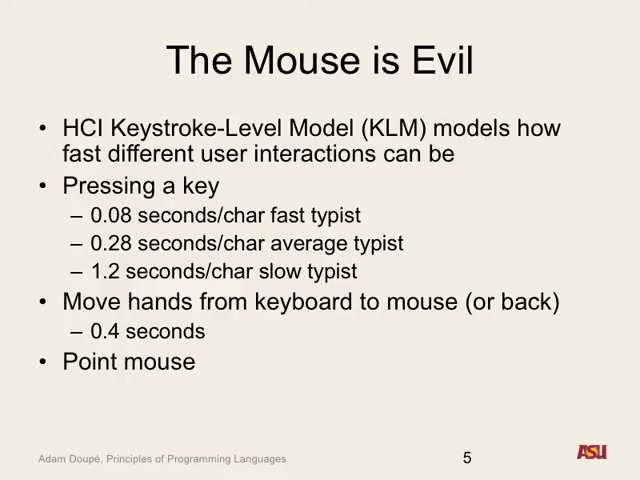 The Mouse is Evil
• HCI Keystroke-Level Model (KLM) models how
fast different user interactions can be
• Pressing a key
– 0.08 seconds/char fast typist
– 0.28 seconds/char average typist
– 1.2 seconds/char slow typist
• Move hands from keyboard to mouse (or back)
– 0.4 seconds
• Point mouse
Adam Doupé, Principles of Programming Languages
5
ASU